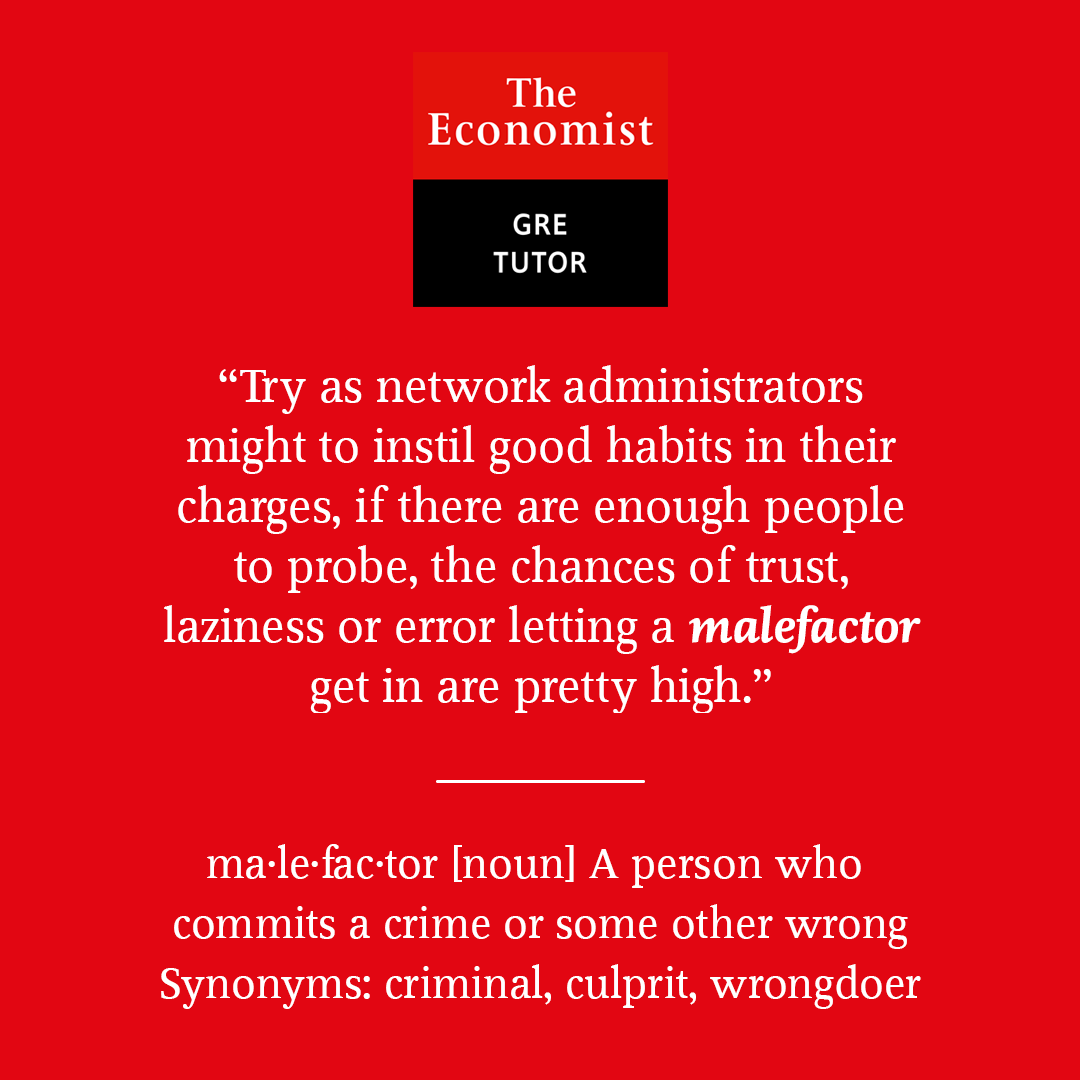 The
Economist
GRE
TUTOR
“Try as network administrators
might to instil good habits in their
charges, if there are enough people
to probe, the chances of trust,
laziness or error letting a malefactor
get in are pretty high.”
ma·le·fac·tor [noun] A person who
commits a crime or some other wrong
Synonyms: criminal, culprit, wrongdoer